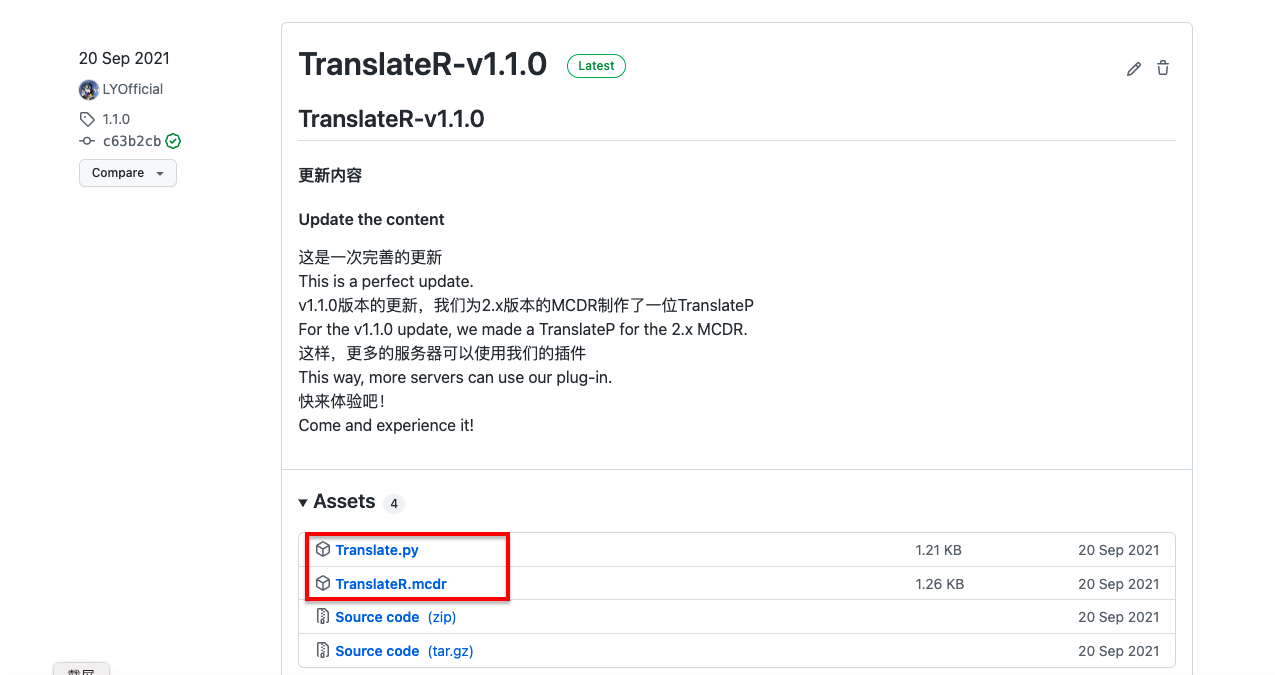 20 Sep 2021
LYOfficial
1.1.0
c63b2cb
Compare
TranslateR-v1.1.0 Latest
TranslateR-v1.1.0
更新内容
Update the content
这是一次完善的更新
This is a perfect update.
v1.1.0版本的更新，我们为2.x版本的MCDR制作了一位TranslateP
For the v1.1.0 update, we made a TranslateP for the 2.x MCDR.
这样，更多的服务器可以使用我们的插件
This way, more servers can use our plug-in.
快来体验吧！
Come and experience it!
Assets 4
Translate.py 1.21 KB 20 Sep 2021
TranslateR.mcdr 1.26 KB 20 Sep 2021
Source code (zip) 20 Sep 2021
Source code (tar.gz) 20 Sep 2021